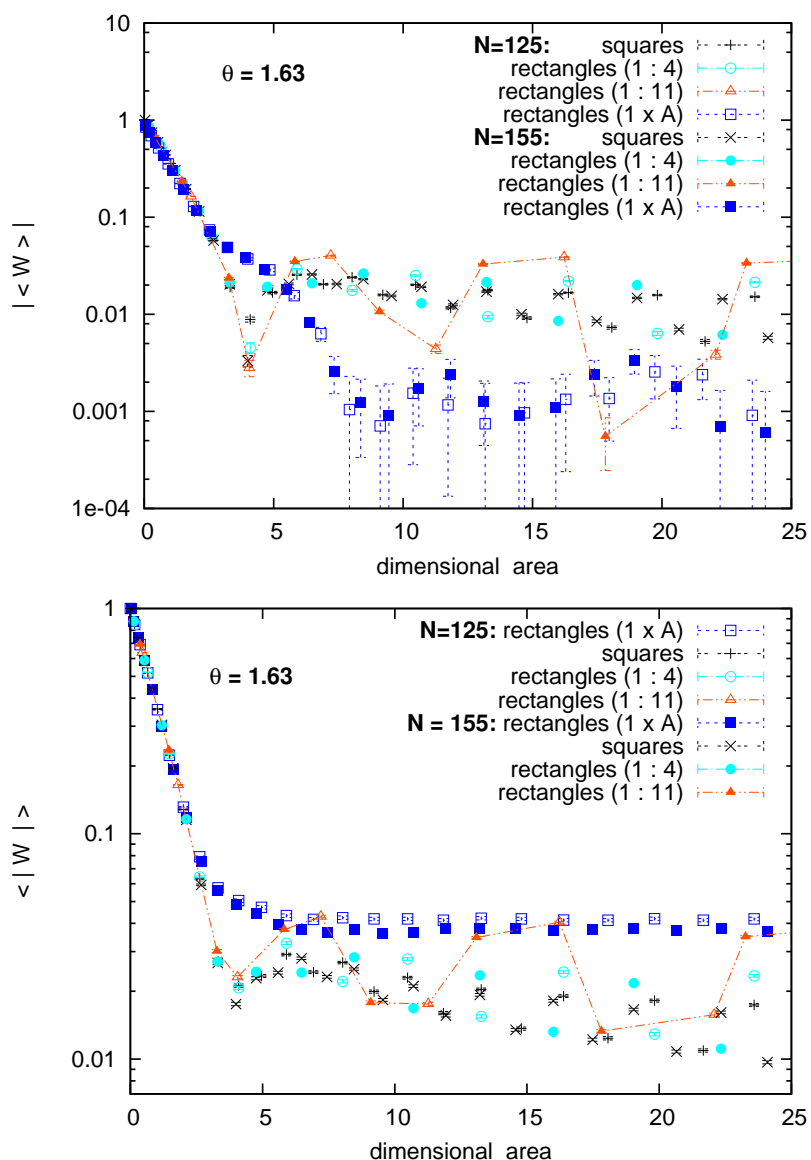 10
N=125: squares
θ = 1.63
rectangles (1 : 4)
rectangles (1 : 11)
1
rectangles (1 x A)
N=155: squares
rectangles (1 : 4)
rectangles (1 : 11)
0.1
rectangles (1 x A)
| < W > |
0.01
0.001
1e-04
0 5 10 15 20 25
dimensional area
1
N=125: rectangles (1 x A)
squares
θ = 1.63
rectangles (1 : 4)
rectangles (1 : 11)
N = 155: rectangles (1 x A)
squares
rectangles (1 : 4)
rectangles (1 : 11)
0.1
< | W | >
0.01
0 5 10 15 20 25
dimensional area